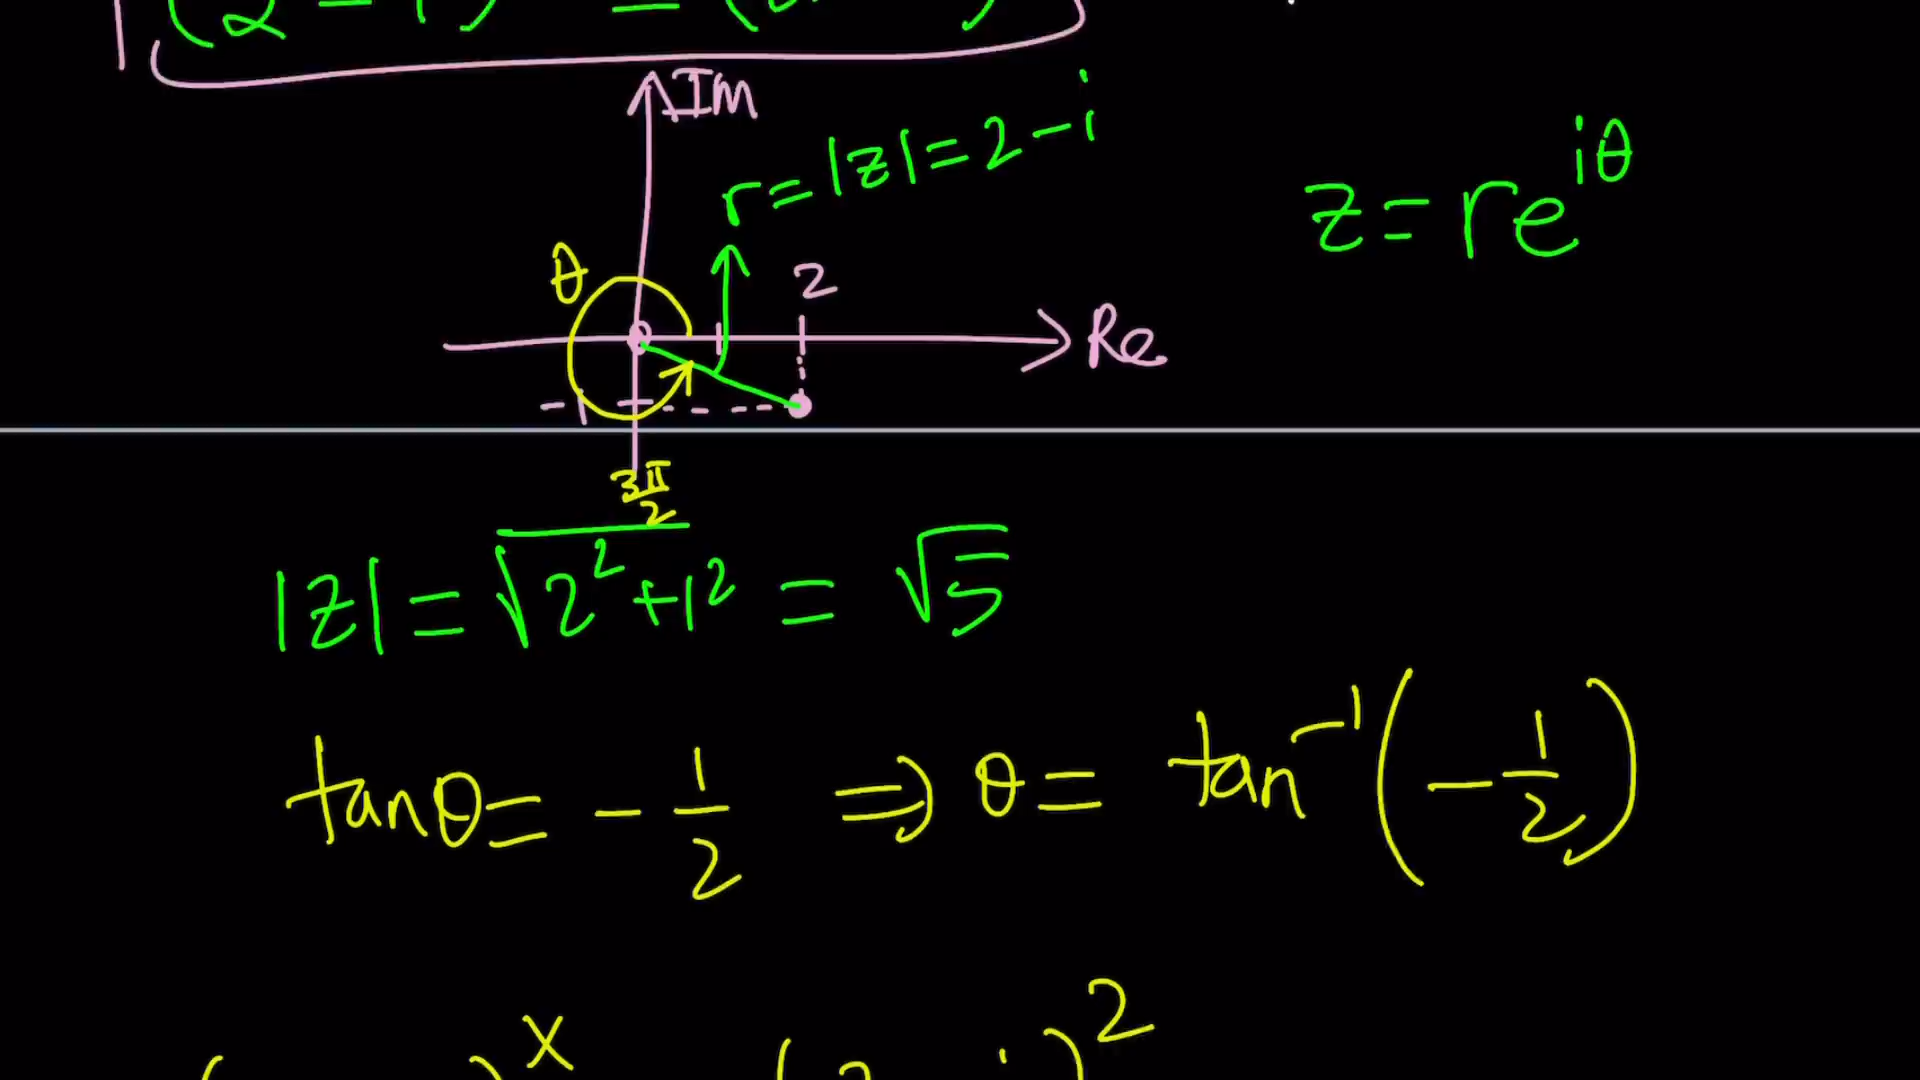 Im
r = |z| = 2 - i
z = re^{iθ}
θ
2
Re
-1
3π/2
|z| = √(2² + 1²) = √5
tanθ = -1/2 ⇒ θ = tan⁻¹(-1/2)